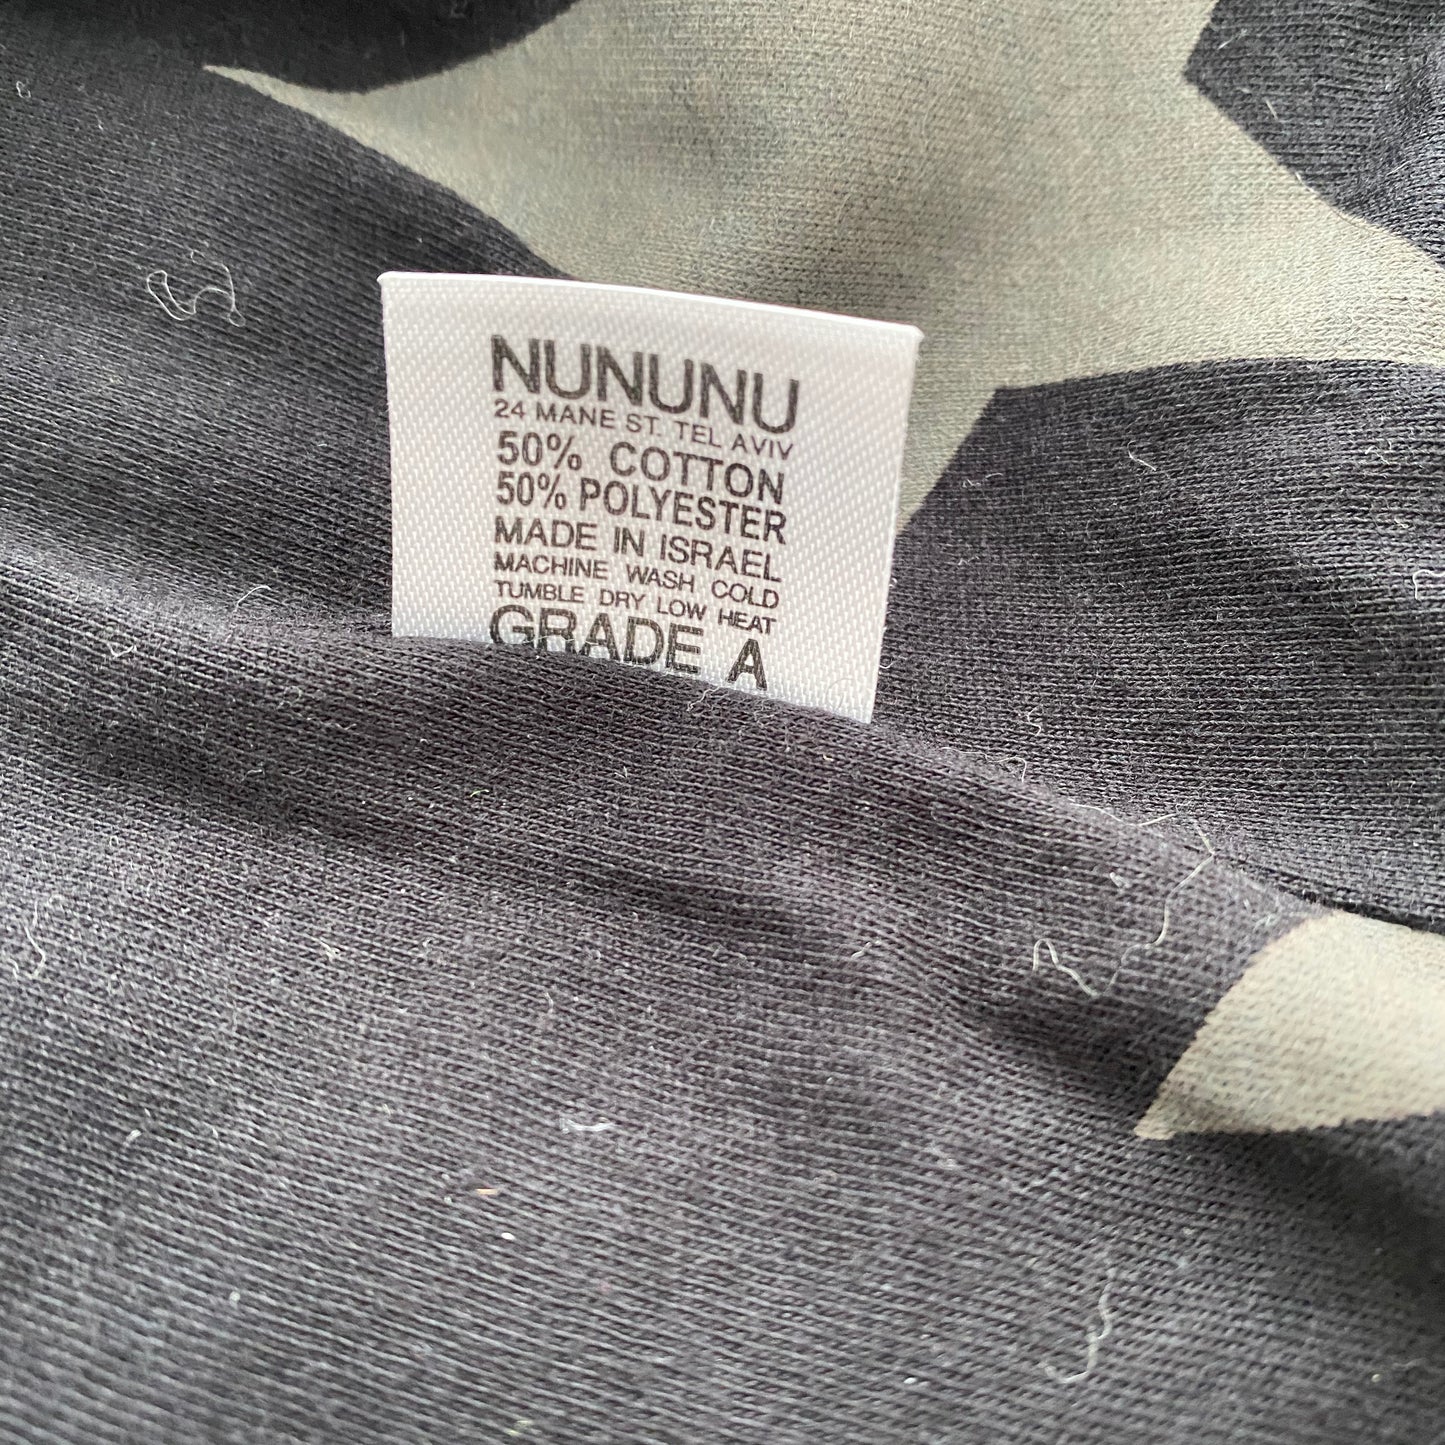 NUNUNU
24 MANE ST. TEL AVIV
50% COTTON
50% POLYESTER
MADE IN ISRAEL
MACHINE WASH COLD
TUMBLE DRY LOW HEAT
GRADE A